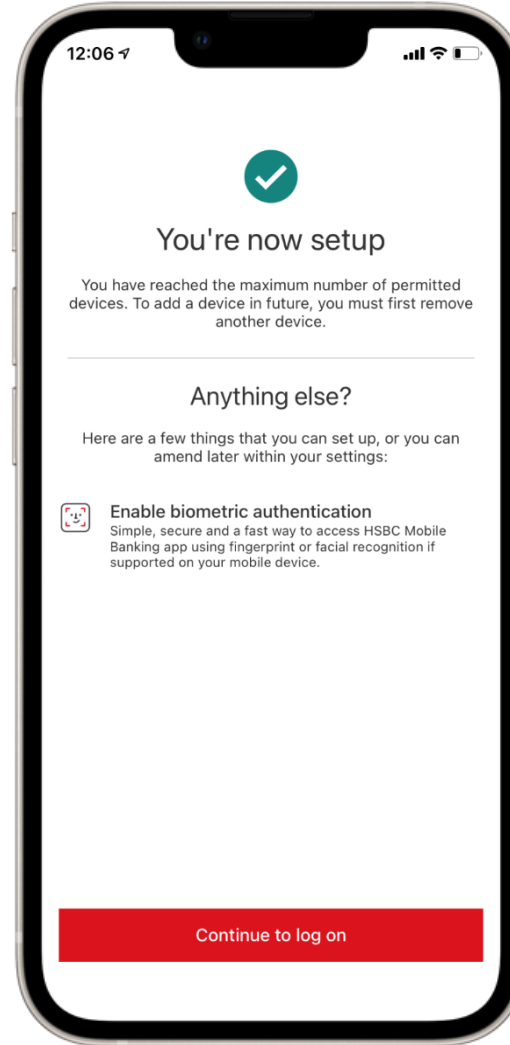 12:06
You're now setup
You have reached the maximum number of permitted
devices. To add a device in future, you must first remove
another device.
Anything else?
Here are a few things that you can set up, or you can
amend later within your settings:
Enable biometric authentication
Simple, secure and a fast way to access HSBC Mobile
Banking app using fingerprint or facial recognition if
supported on your mobile device.
Continue to log on